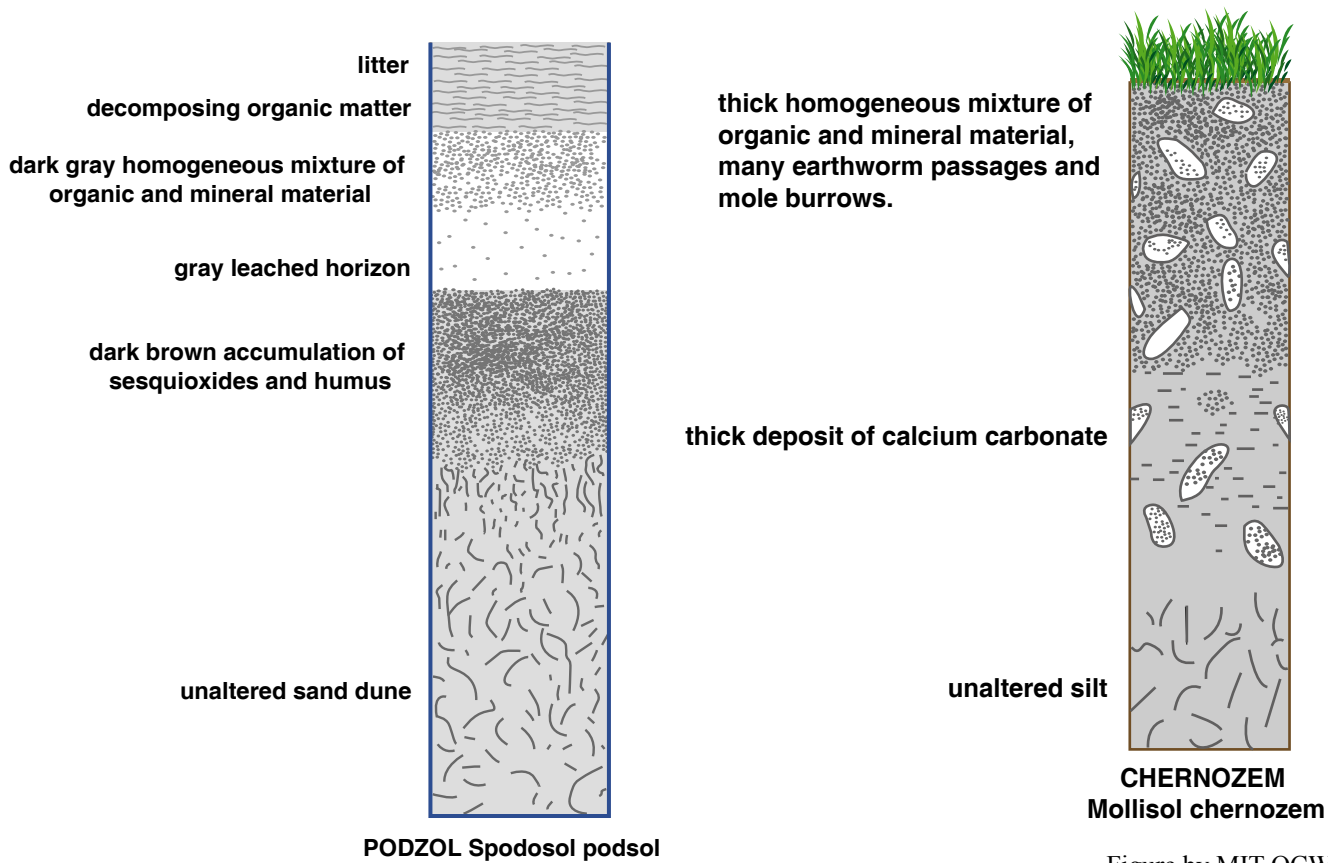 litter
decomposing organic matter
dark gray homogeneous mixture of
organic and mineral material
gray leached horizon
dark brown accumulation of
sesquioxides and humus
unaltered sand dune
PODZOL Spodosol podsol
thick homogeneous mixture of
organic and mineral material,
many earthworm passages and
mole burrows.
thick deposit of calcium carbonate
unaltered silt
CHERNOZEM
Mollisol chernozem
Figure by MIT OCW